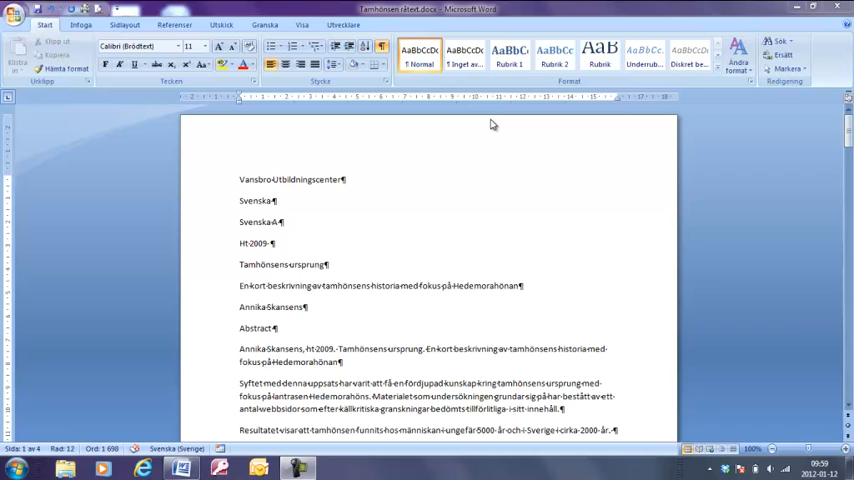 Tamhönsen råtext.docx - Microsoft Word
Start Infoga Sidlayout Referenser Utskick Granska Visa Utvecklare
Klipp ut
Kopiera
Klistra in
Hämta format
Urklipp
Calibri (Brödtext) 11
Tecken
Stycke
AaBbCcDc AaBbCcDc AaBbC AaBbCc AaB AaBbCc AaBbCcDc
¶ Normal ¶ Inget av... Rubrik 1 Rubrik 2 Rubrik Underrub... Diskret be...
Ändra format
Format
Sök
Ersätt
Markera
Redigering
Vansbro·Utbildningscenter¶
Svenska·¶
Svenska·A·¶
Ht·2009·¶
Tamhönsens·ursprung¶
En·kort·beskrivning·av·tamhönsens·historia·med·fokus·på·Hedemorahönan¶
Annika·Skansens¶
Abstract·¶
Annika·Skansens,·ht·2009.·Tamhönsens·ursprung.·En·kort·beskrivning·av·tamhönsens·historia·med·
fokus·på·Hedemorahönan¶
Syftet·med·denna·uppsats·har·varit·att·få·en·fördjupad·kunskap·kring·tamhönsens·ursprung·med·
fokus·på·lantrasen·Hedemorahöns.·Materialet·som·undersökningen·grundar·sig·på·har·bestått·av·ett·
antal·webbsidor·som·efter·källkritiska·granskningar·bedömts·tillförlitliga·i·sitt·innehåll.¶
Resultatet·visar·att·tamhönsen·funnits·hos·människan·i·ungefär·5000·år·och·i·Sverige·i·cirka·2000·år.·¶
Sida: 1 av 4 Rad: 12 Ord: 1 698 Svenska (Sverige) 100%
09:59
2012-01-12